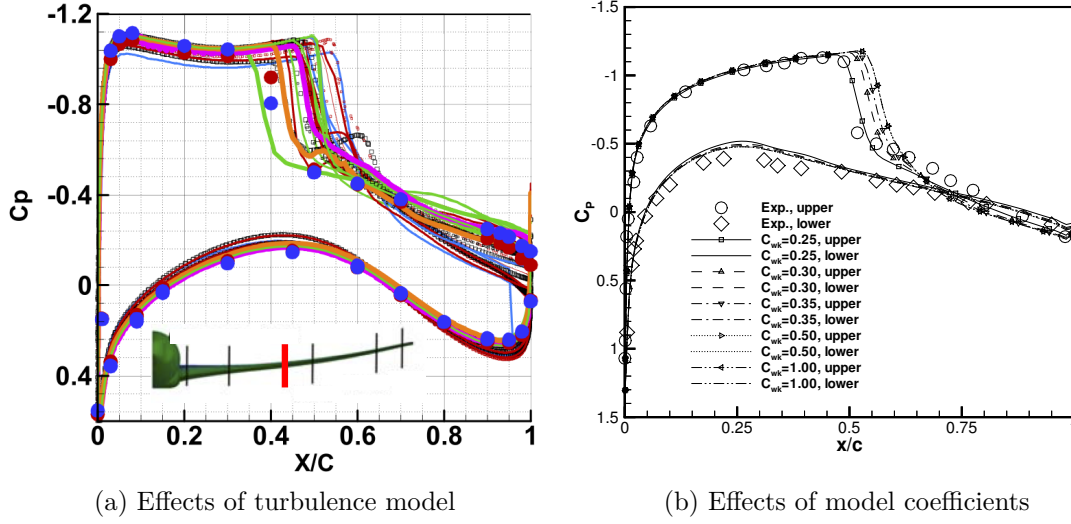 -1.2
-0.8
-0.4
0
0.4
Cp
0 0.2 0.4 0.6 0.8 1
X/C
(a) Effects of turbulence model
-1.5
-1
-0.5
0
0.5
1
1.5
C_P
0 0.25 0.5 0.75 1
x/c
Exp., upper
Exp., lower
C_wk=0.25, upper
C_wk=0.25, lower
C_wk=0.30, upper
C_wk=0.30, lower
C_wk=0.35, upper
C_wk=0.35, lower
C_wk=0.50, upper
C_wk=0.50, lower
C_wk=1.00, upper
C_wk=1.00, lower
(b) Effects of model coefficients